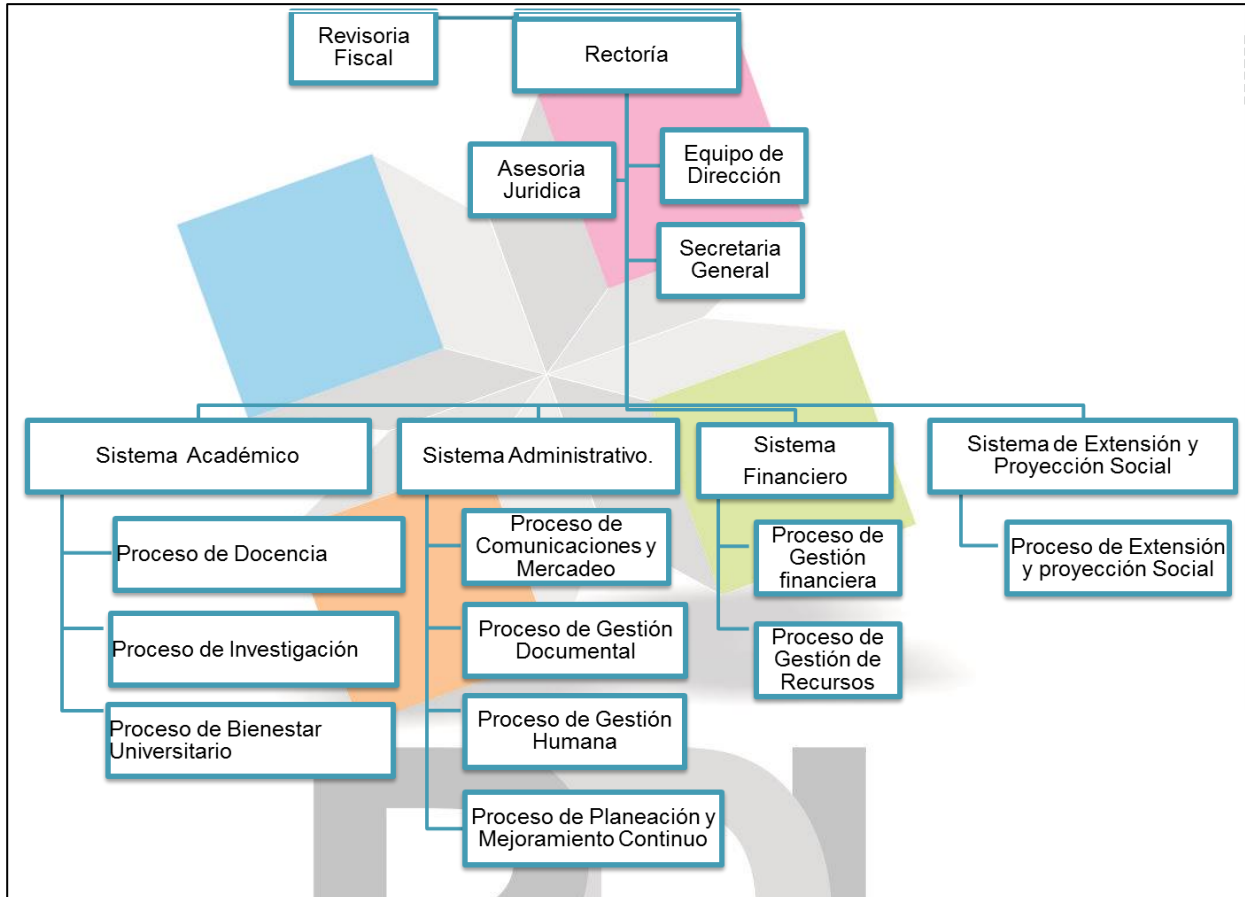 Revisoria
Fiscal
Rectoría
Asesoria
Juridica
Equipo de
Dirección
Secretaria
General
Sistema Académico
Proceso de Docencia
Proceso de Investigación
Proceso de Bienestar
Universitario
Sistema Administrativo.
Proceso de
Comunicaciones y
Mercadeo
Proceso de Gestión
Documental
Proceso de Gestión
Humana
Proceso de Planeación y
Mejoramiento Continuo
Sistema
Financiero
Proceso de
Gestión
financiera
Proceso de
Gestión de
Recursos
Sistema de Extensión y
Proyección Social
Proceso de Extensión
y proyección Social